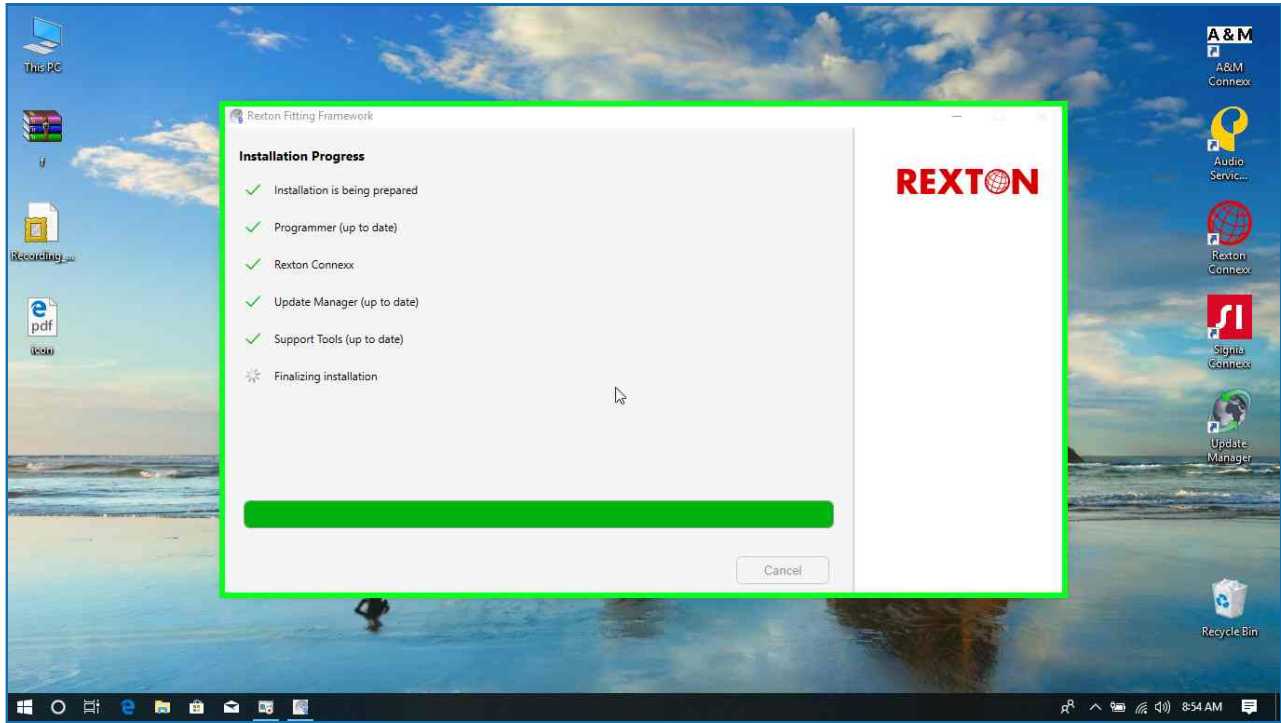 This PC
if
Recording_...
pdf
icon
Rexton Fitting Framework
Installation Progress
Installation is being prepared
Programmer (up to date)
Rexton Connexx
Update Manager (up to date)
Support Tools (up to date)
Finalizing installation
Cancel
REXTON
A&M
A&M
Connexx
Audio
Servic...
Rexton
Connexx
SI
Signia
Connexx
Update
Manager
Recycle Bin
8:54 AM